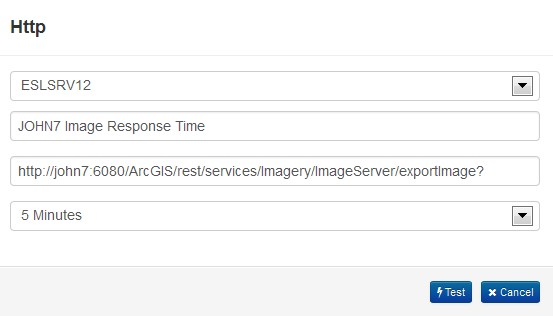 Http
ESLSRV12
JOHN7 Image Response Time
http://john7:6080/ArcGIS/rest/services/Imagery/ImageServer/exportImage?
5 Minutes
Test Cancel